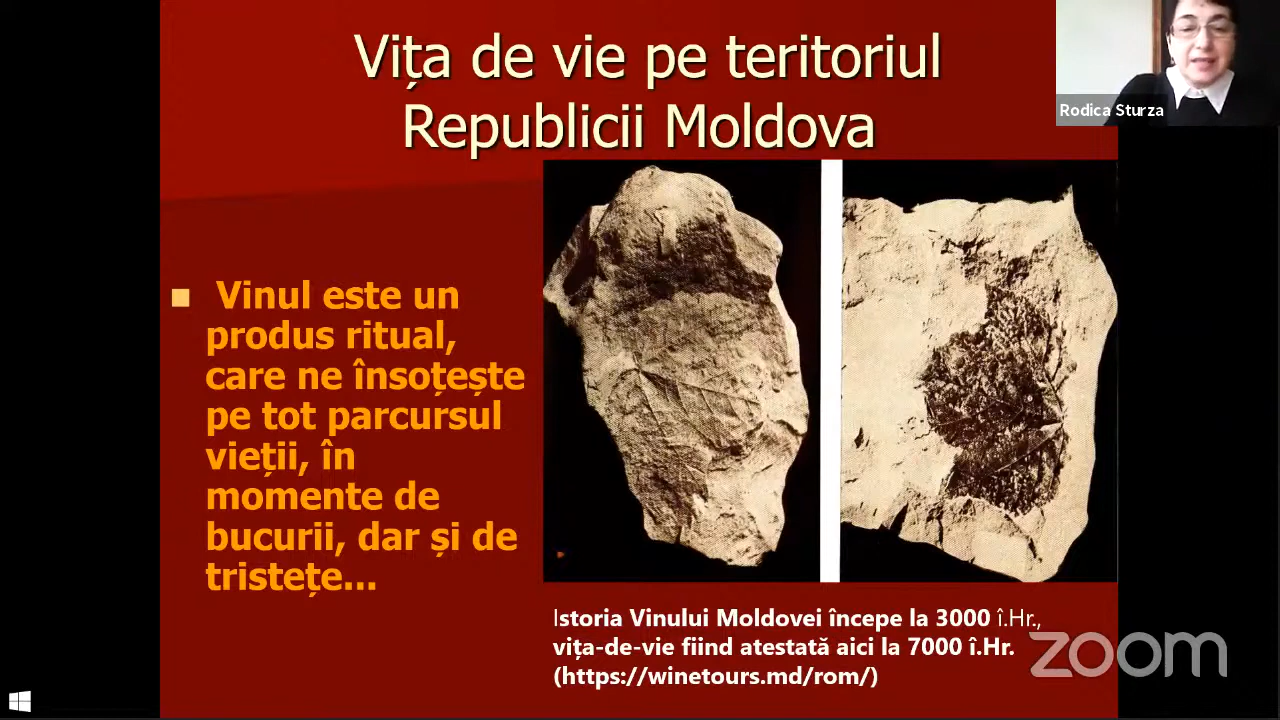 Vița de vie pe teritoriul
Republicii Moldova
Rodica Sturza
Vinul este un
produs ritual,
care ne însoțește
pe tot parcursul
vieții, în
momente de
bucurii, dar și de
tristețe...
Istoria Vinului Moldovei începe la 3000 î.Hr.,
vița-de-vie fiind atestată aici la 7000 î.Hr.
(https://winetours.md/rom/)
zoom